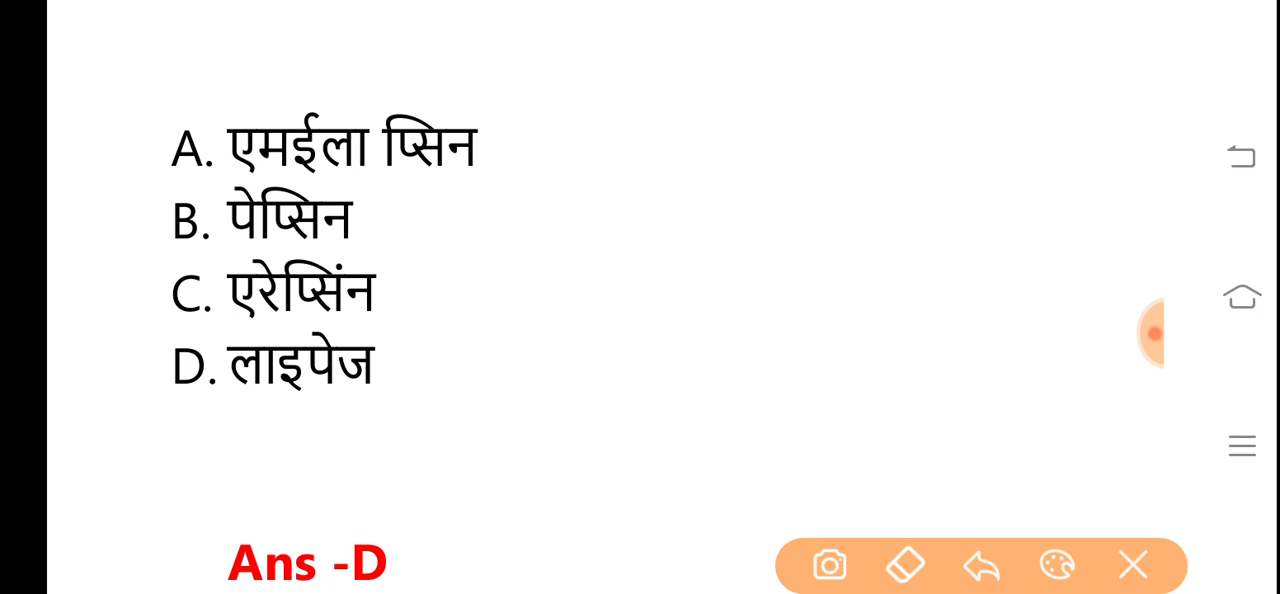 A. एमईला प्सिन
B. पेप्सिन
C. एरेप्सिंन
D. लाइपेज
Ans -D